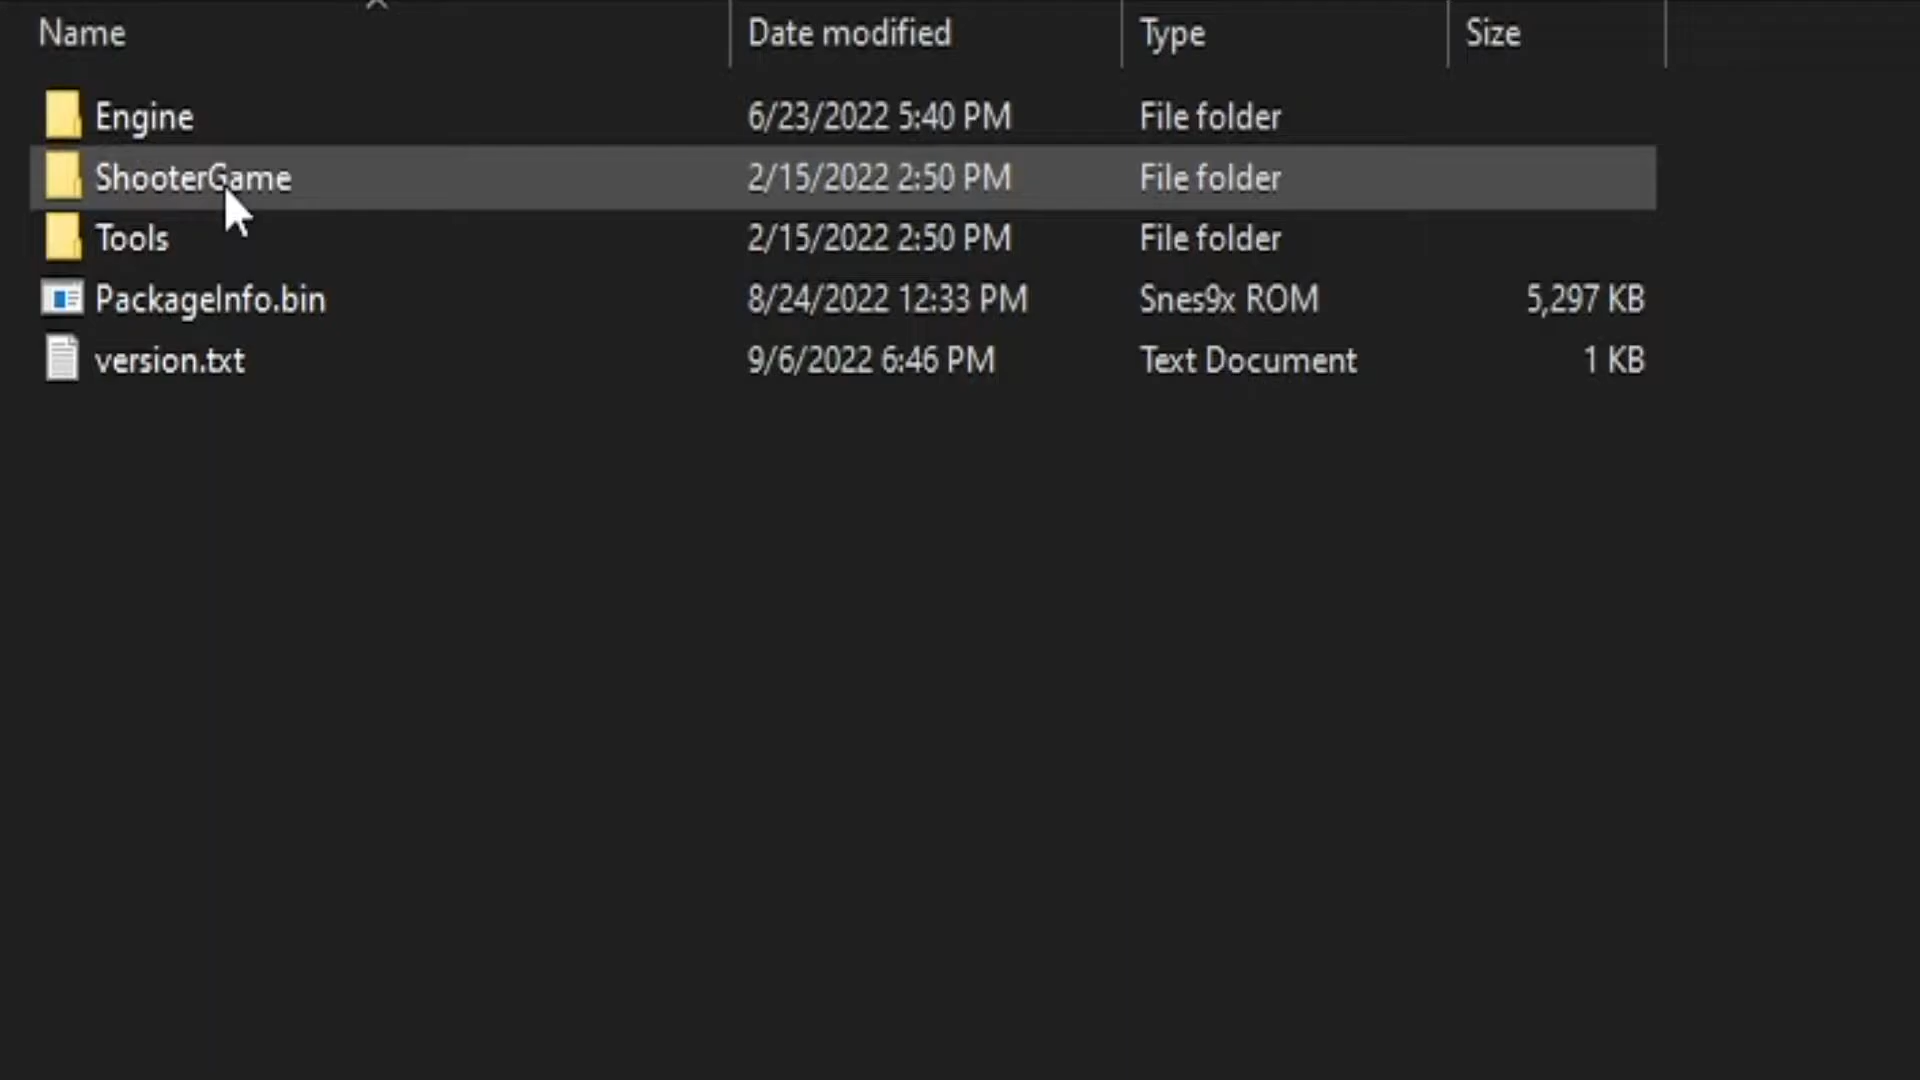 Name Date modified Type Size
Engine 6/23/2022 5:40 PM File folder
ShooterGame 2/15/2022 2:50 PM File folder
Tools 2/15/2022 2:50 PM File folder
PackageInfo.bin 8/24/2022 12:33 PM Snes9x ROM 5,297 KB
version.txt 9/6/2022 6:46 PM Text Document 1 KB